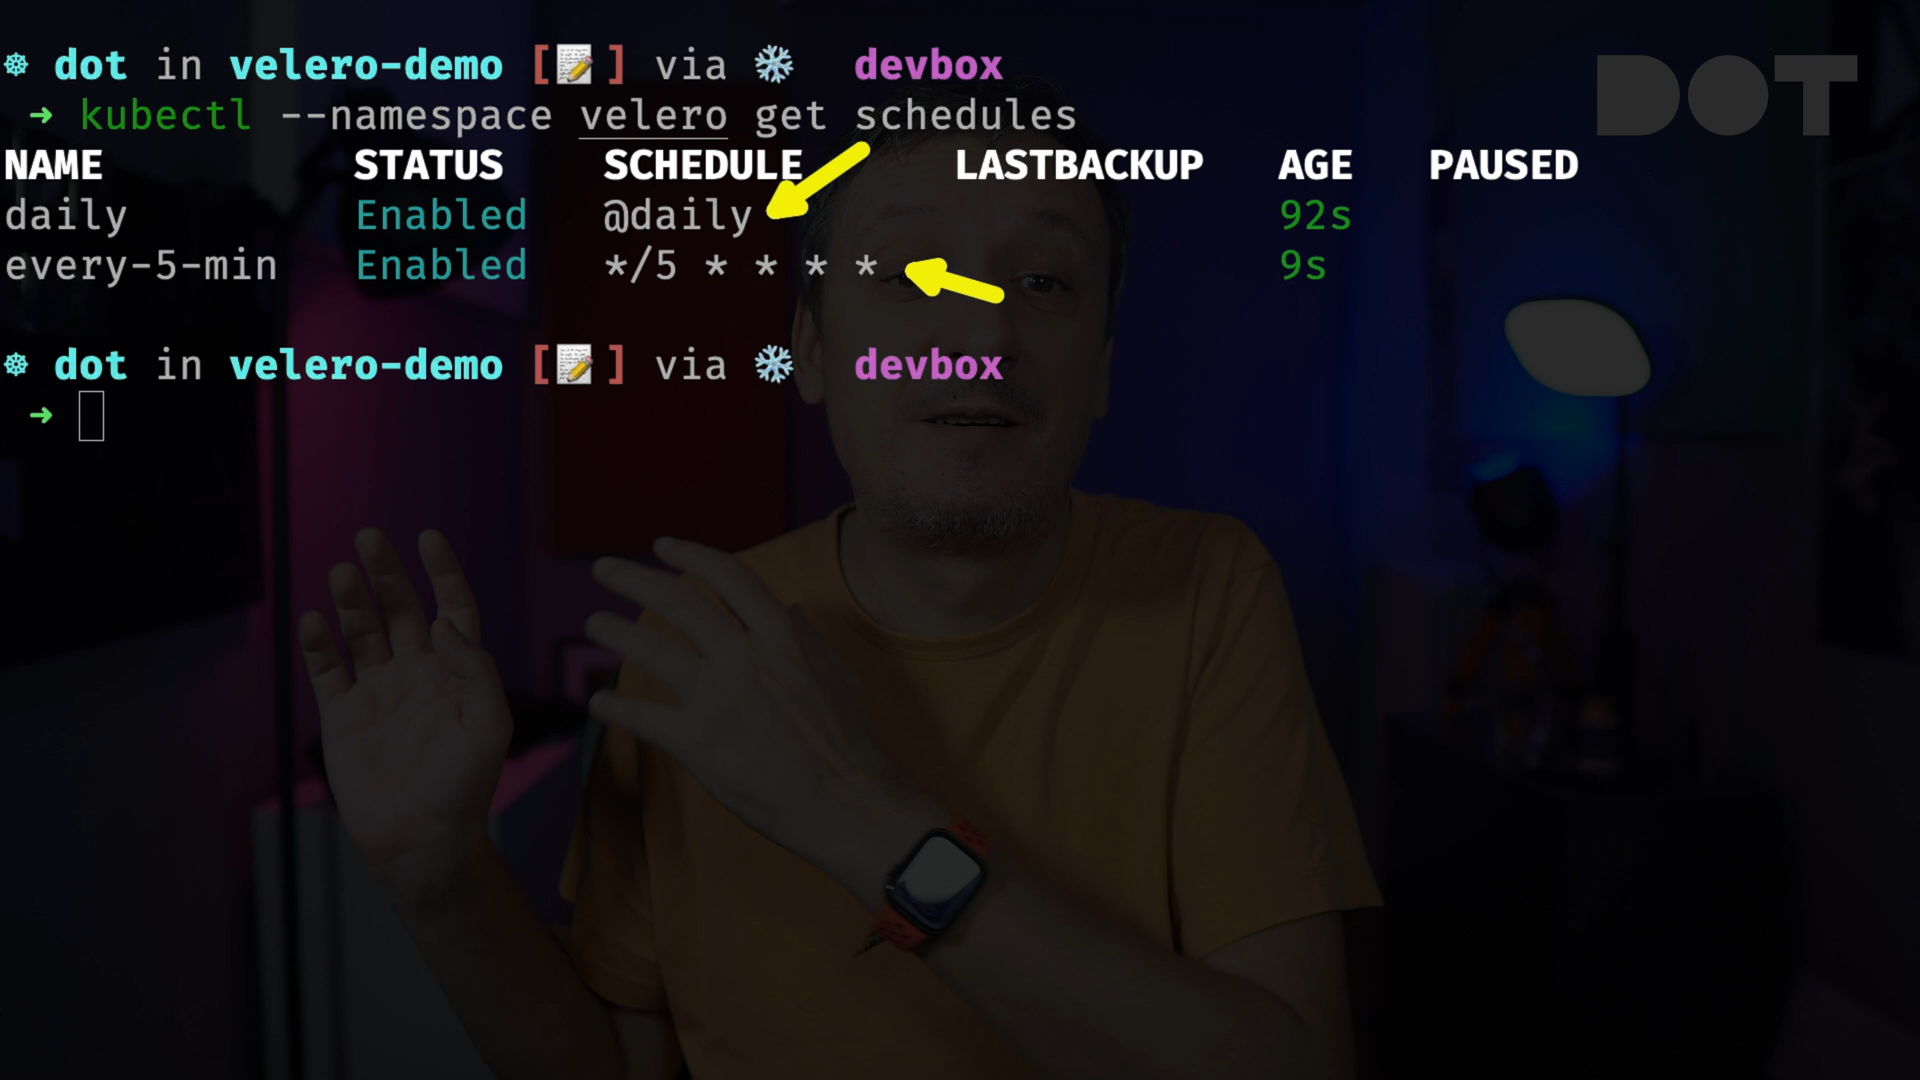 ☸ dot in velero-demo [📝] via ❄️ devbox
DOT
➜ kubectl --namespace velero get schedules
NAME STATUS SCHEDULE LASTBACKUP AGE PAUSED
daily Enabled @daily 92s
every-5-min Enabled */5 * * * * 9s
☸ dot in velero-demo [📝] via ❄️ devbox
➜